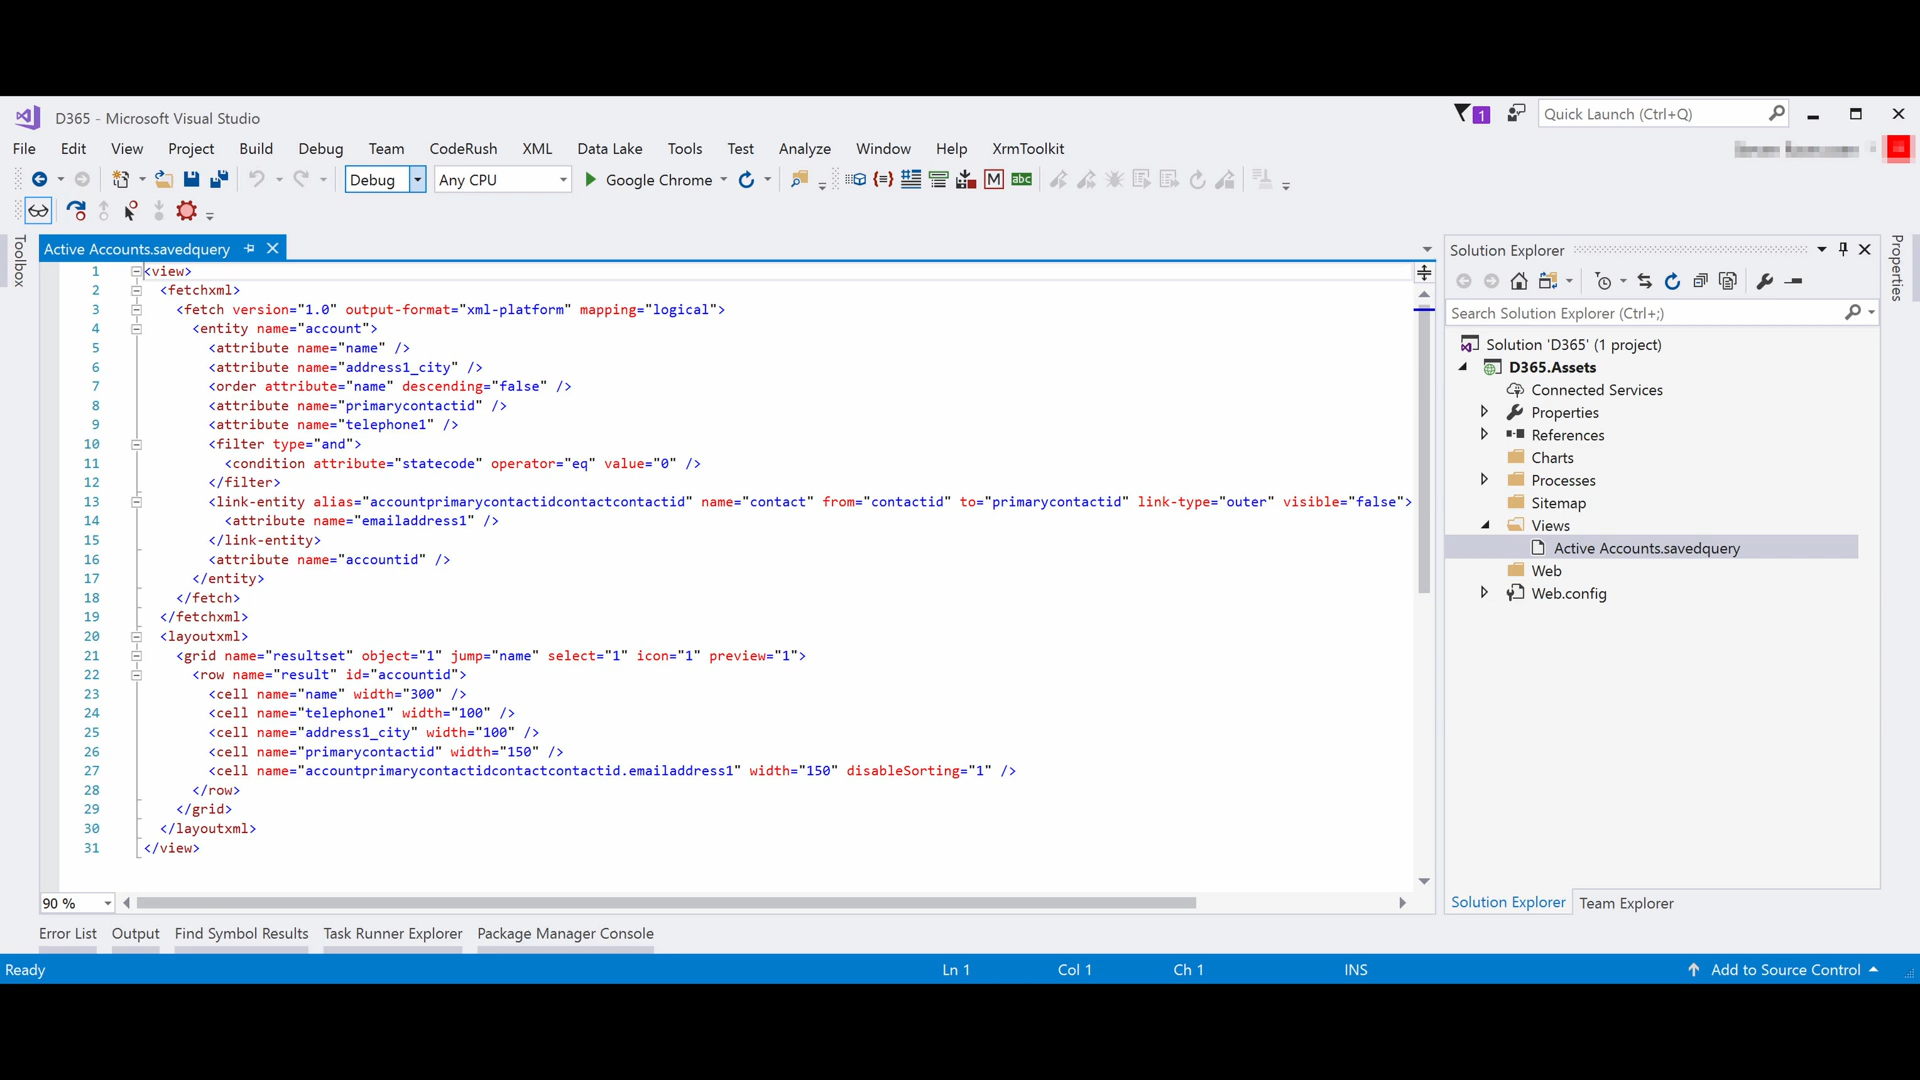 D365 - Microsoft Visual Studio
1
Quick Launch (Ctrl+Q)
File Edit View Project Build Debug Team CodeRush XML Data Lake Tools Test Analyze Window Help XrmToolkit
Debug Any CPU Google Chrome M abc
Toolbox
Active Accounts.savedquery
1 <view>
2 <fetchxml>
3 <fetch version="1.0" output-format="xml-platform" mapping="logical">
4 <entity name="account">
5 <attribute name="name" />
6 <attribute name="address1_city" />
7 <order attribute="name" descending="false" />
8 <attribute name="primarycontactid" />
9 <attribute name="telephone1" />
10 <filter type="and">
11 <condition attribute="statecode" operator="eq" value="0" />
12 </filter>
13 <link-entity alias="accountprimarycontactidcontactcontactid" name="contact" from="contactid" to="primarycontactid" link-type="outer" visible="false">
14 <attribute name="emailaddress1" />
15 </link-entity>
16 <attribute name="accountid" />
17 </entity>
18 </fetch>
19 </fetchxml>
20 <layoutxml>
21 <grid name="resultset" object="1" jump="name" select="1" icon="1" preview="1">
22 <row name="result" id="accountid">
23 <cell name="name" width="300" />
24 <cell name="telephone1" width="100" />
25 <cell name="address1_city" width="100" />
26 <cell name="primarycontactid" width="150" />
27 <cell name="accountprimarycontactidcontactcontactid.emailaddress1" width="150" disableSorting="1" />
28 </row>
29 </grid>
30 </layoutxml>
31 </view>
90 %
Solution Explorer
Search Solution Explorer (Ctrl+;)
Solution 'D365' (1 project)
D365.Assets
Connected Services
Properties
References
Charts
Processes
Sitemap
Views
Active Accounts.savedquery
Web
Web.config
Solution Explorer Team Explorer
Properties
Error List Output Find Symbol Results Task Runner Explorer Package Manager Console
Ready Ln 1 Col 1 Ch 1 INS Add to Source Control